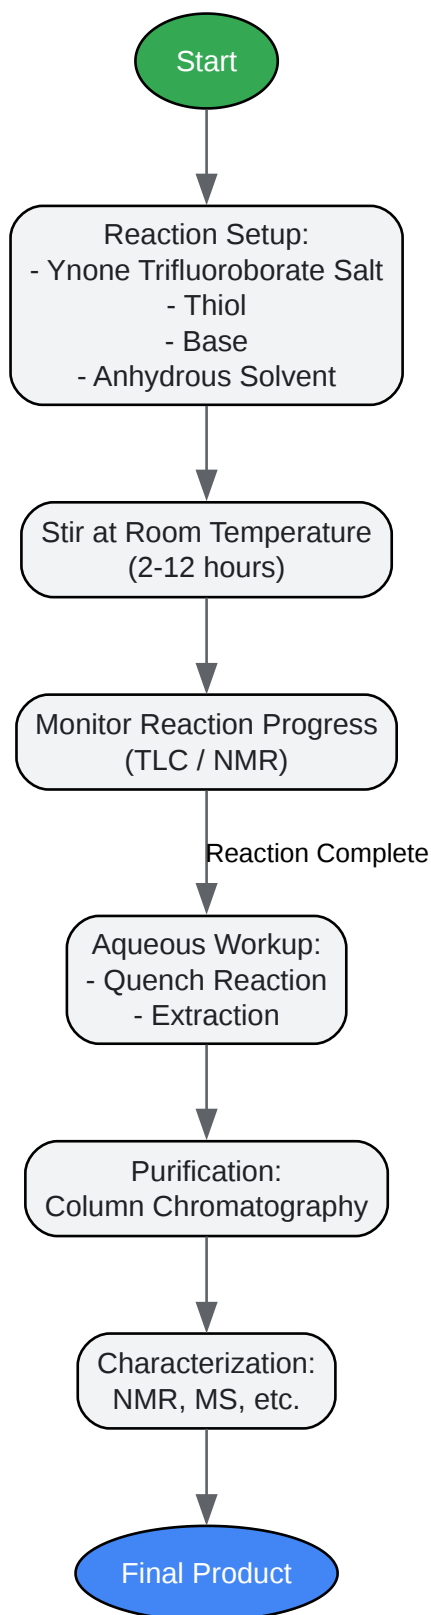 Start
Reaction Setup:
- Ynone Trifluoroborate Salt
- Thiol
- Base
- Anhydrous Solvent
Stir at Room Temperature
(2-12 hours)
Monitor Reaction Progress
(TLC / NMR)
Reaction Complete
Aqueous Workup:
- Quench Reaction
- Extraction
Purification:
Column Chromatography
Characterization:
NMR, MS, etc.
Final Product